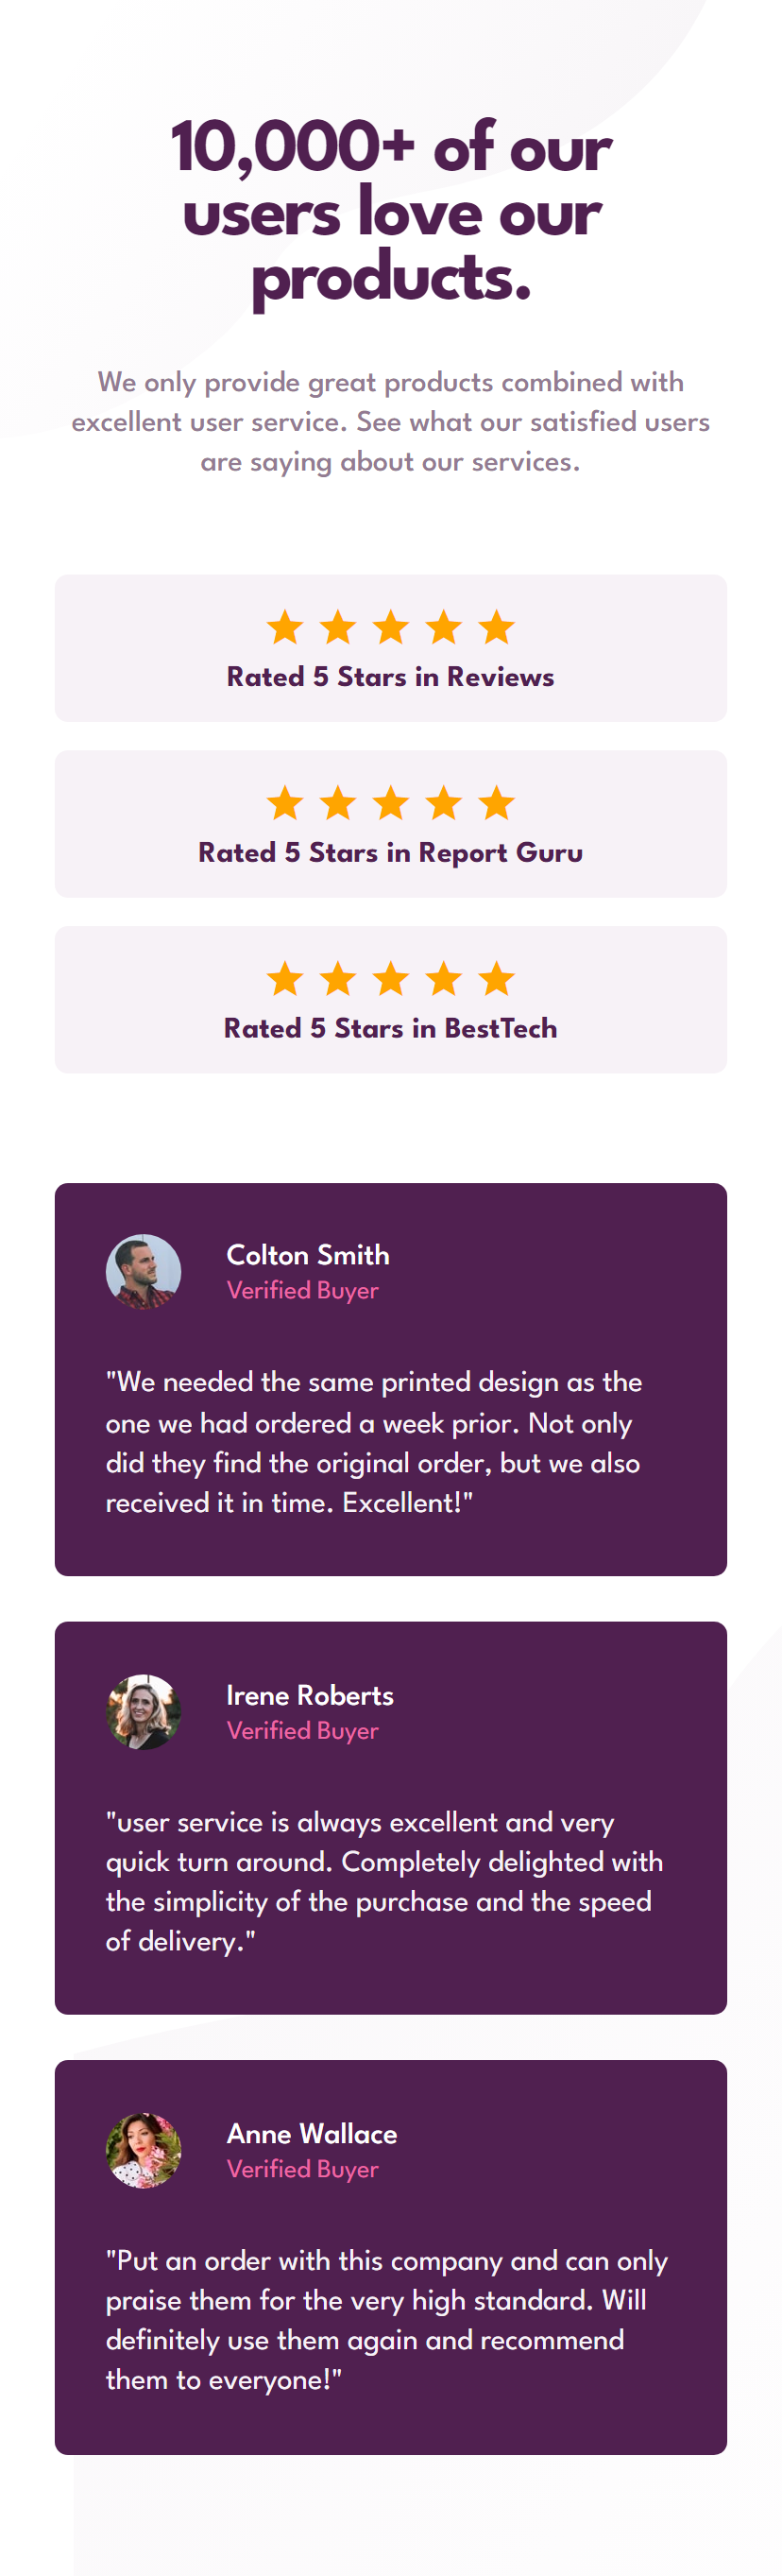 10,000+ of our
users love our
products.
We only provide great products combined with
excellent user service. See what our satisfied users
are saying about our services.
Rated 5 Stars in Reviews
Rated 5 Stars in Report Guru
Rated 5 Stars in BestTech
Colton Smith
Verified Buyer
"We needed the same printed design as the
one we had ordered a week prior. Not only
did they find the original order, but we also
received it in time. Excellent!"
Irene Roberts
Verified Buyer
"user service is always excellent and very
quick turn around. Completely delighted with
the simplicity of the purchase and the speed
of delivery."
Anne Wallace
Verified Buyer
"Put an order with this company and can only
praise them for the very high standard. Will
definitely use them again and recommend
them to everyone!"